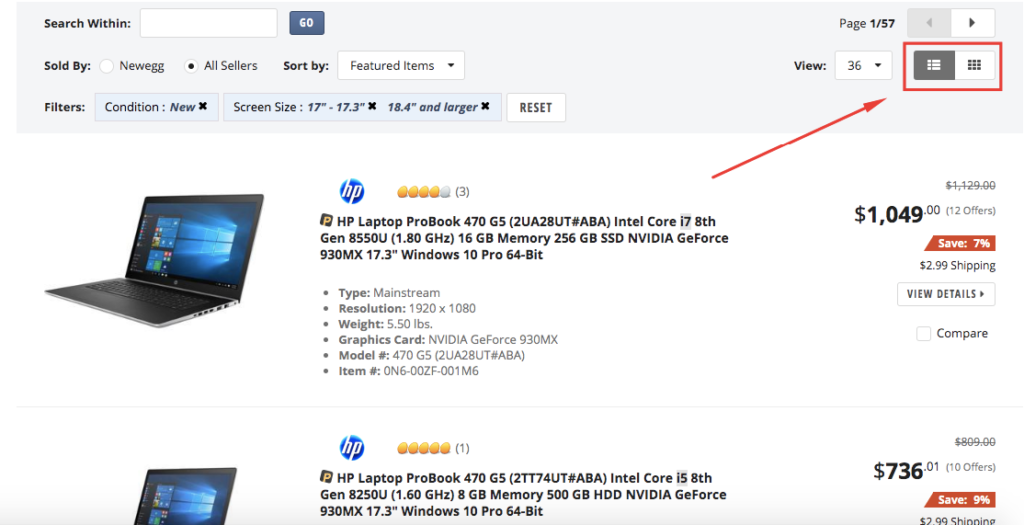 Search Within: GO Page 1/57
Sold By: Newegg All Sellers Sort by: Featured Items View: 36
Filters: Condition : New ✖ Screen Size : 17" - 17.3" ✖ 18.4" and larger ✖ RESET
hp (3) $1,129.00
P HP Laptop ProBook 470 G5 (2UA28UT#ABA) Intel Core i7 8th
Gen 8550U (1.80 GHz) 16 GB Memory 256 GB SSD NVIDIA GeForce
930MX 17.3" Windows 10 Pro 64-Bit
$1,049.00 (12 Offers)
Save: 7%
$2.99 Shipping
VIEW DETAILS
Compare
• Type: Mainstream
• Resolution: 1920 x 1080
• Weight: 5.50 lbs.
• Graphics Card: NVIDIA GeForce 930MX
• Model #: 470 G5 (2UA28UT#ABA)
• Item #: 0N6-00ZF-001M6
hp (1) $809.00
P HP Laptop ProBook 470 G5 (2TT74UT#ABA) Intel Core i5 8th
Gen 8250U (1.60 GHz) 8 GB Memory 500 GB HDD NVIDIA GeForce
930MX 17.3" Windows 10 Pro 64-Bit
$736.01 (10 Offers)
Save: 9%
$2.99 Shipping